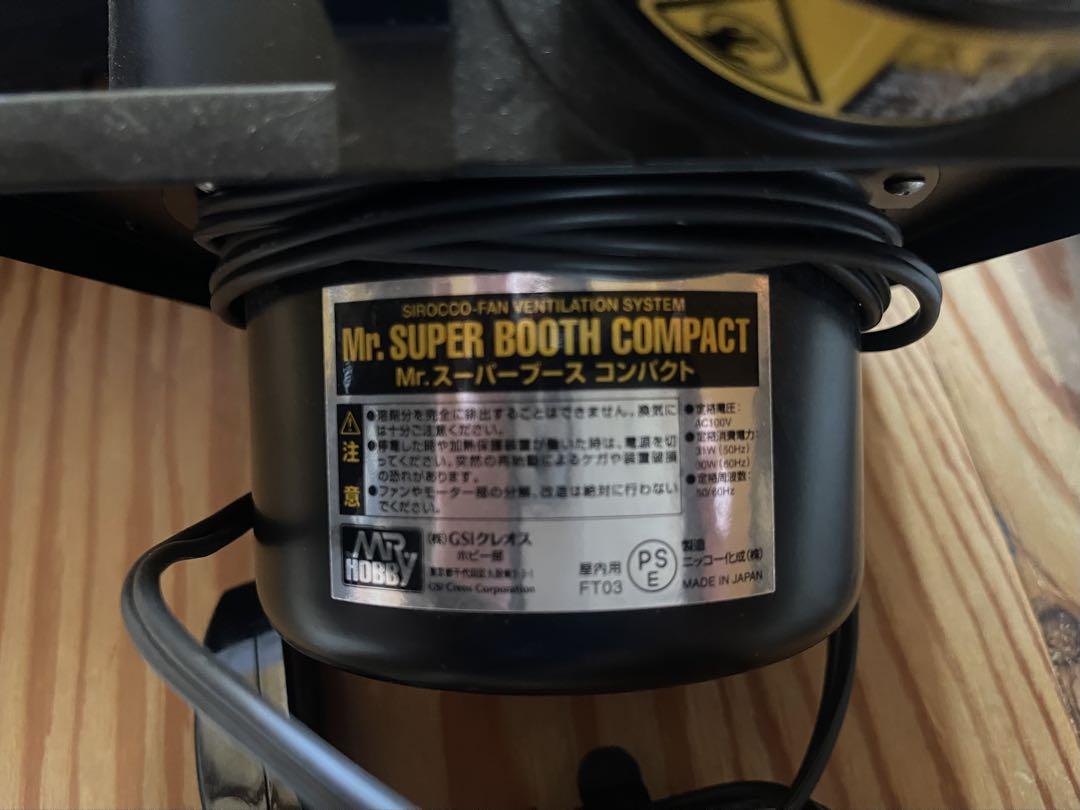 SIROCCO-FAN VENTILATION SYSTEM
Mr. SUPER BOOTH COMPACT
Mr.スーパーブース コンパクト
注意
●溶剤分を完全に排出することはできません。換気に
は十分ご注意ください。
●停電した時や加熱保護装置が働いた時は、電源を切
ってください。突然の再始動によるケガや装置破損
の恐れがあります。
●ファンやモーター部の分解、改造は絶対に行わない
でください。
●定格電圧:
AC100V
●定格消費電力:
31W(50Hz)
30W(60Hz)
●定格周波数:
50/60Hz
MR HOBBY
(株)GSIクレオス
ホビー部
東京都千代田区九段南
GSI Creos Corporation
屋内用
FT03
PS
E
製造
ニッコー化成(株)
MADE IN JAPAN